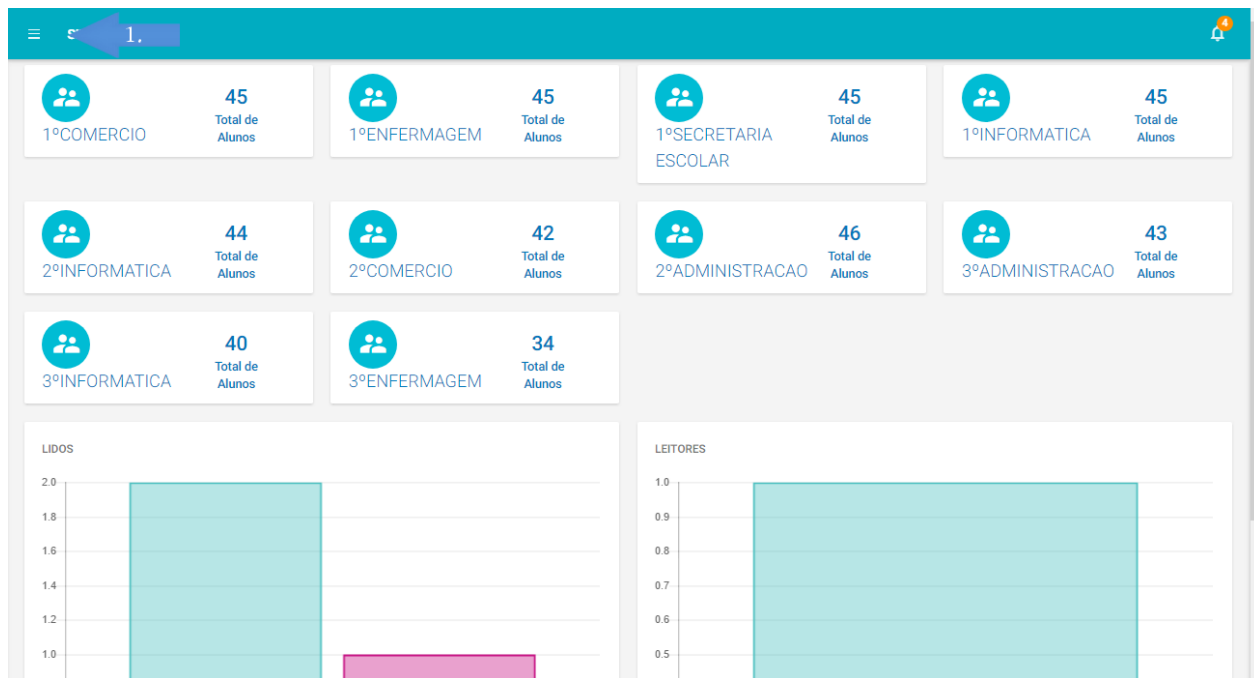 1.
4
45
Total de
Alunos
1ºCOMERCIO
45
Total de
Alunos
1ºENFERMAGEM
45
Total de
Alunos
1ºSECRETARIA
ESCOLAR
45
Total de
Alunos
1ºINFORMATICA
44
Total de
Alunos
2ºINFORMATICA
42
Total de
Alunos
2ºCOMERCIO
46
Total de
Alunos
2ºADMINISTRACAO
43
Total de
Alunos
3ºADMINISTRACAO
40
Total de
Alunos
3ºINFORMATICA
34
Total de
Alunos
3ºENFERMAGEM
LIDOS
2.0
1.8
1.6
1.4
1.2
1.0
LEITORES
1.0
0.9
0.8
0.7
0.6
0.5